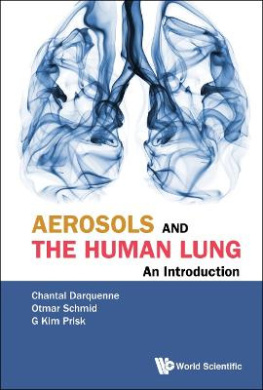 AEROSOLS AND
THE HUMAN LUNG
An Introduction
Chantal Darquenne
Otmar Schmid
G Kim Prisk
World Scientific